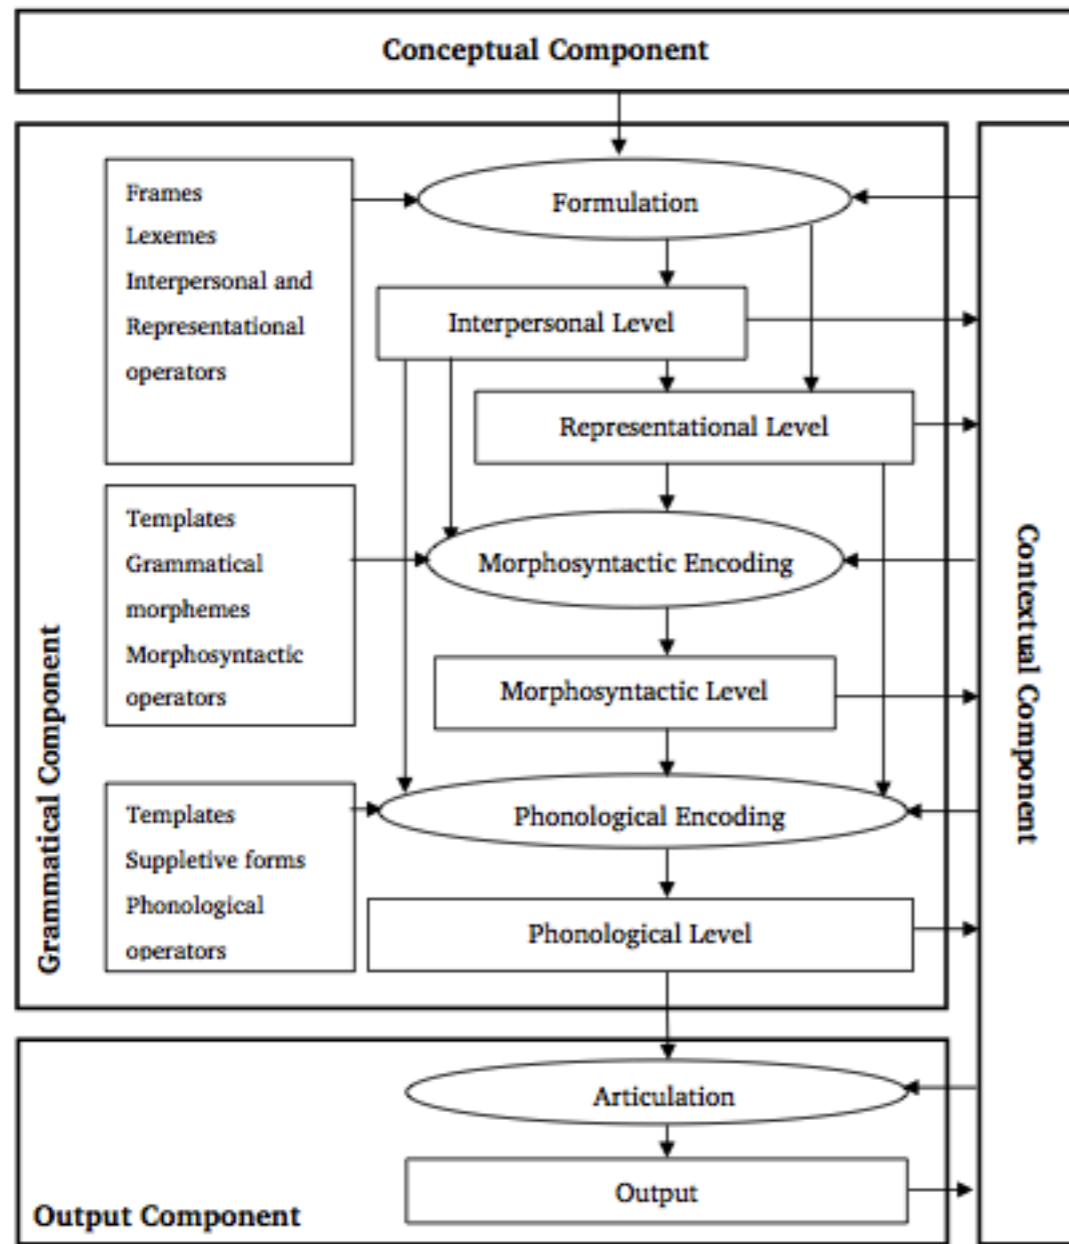 Conceptual Component
Formulation
Frames
Lexemes
Interpersonal and
Representational
operators
Interpersonal Level
Representational Level
Templates
Grammatical
morphemes
Morphosyntactic
operators
Morphosyntactic Encoding
Morphosyntactic Level
Templates
Suppletive forms
Phonological
operators
Phonological Encoding
Phonological Level
Grammatical Component
Contextual Component
Articulation
Output
Output Component